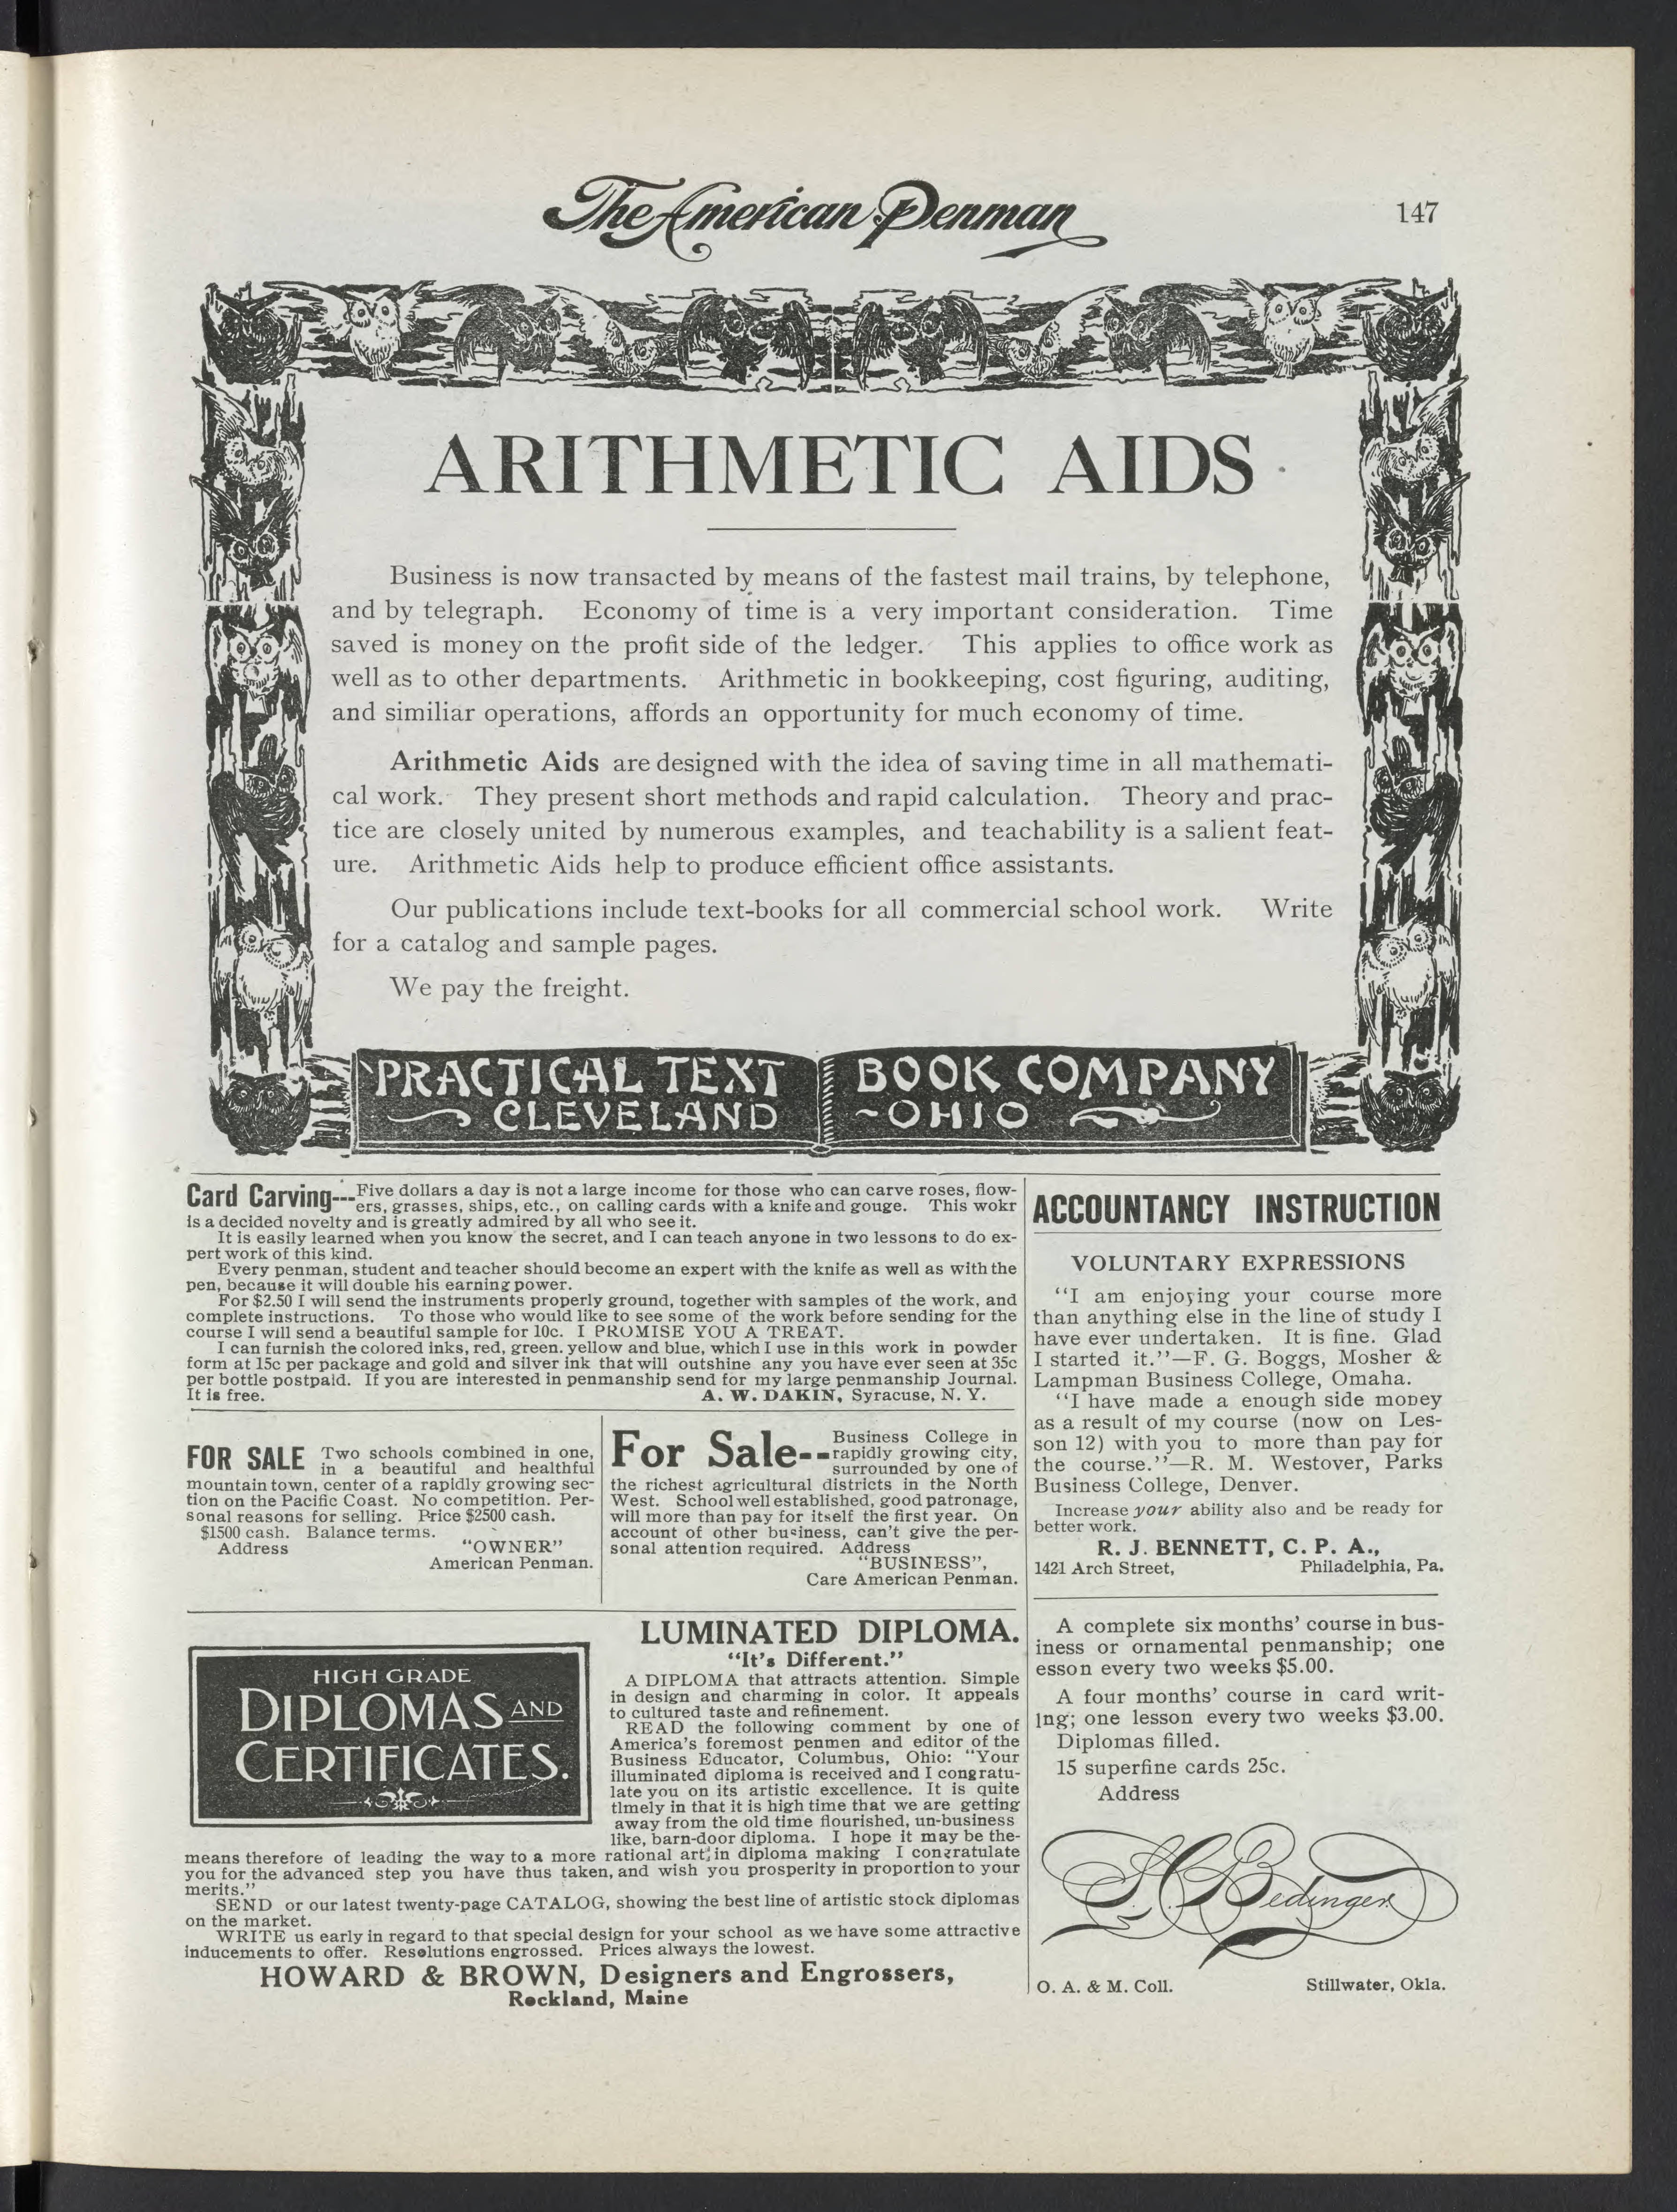 The American Penman
147
ARITHMETIC AIDS
Business is now transacted by means of the fastest mail trains, by telephone,
and by telegraph. Economy of time is a very important consideration. Time
saved is money on the profit side of the ledger. This applies to office work as
well as to other departments. Arithmetic in bookkeeping, cost figuring, auditing,
and similiar operations, affords an opportunity for much economy of time.
Arithmetic Aids are designed with the idea of saving time in all mathemati-
cal work. They present short methods and rapid calculation. Theory and prac-
tice are closely united by numerous examples, and teachability is a salient feat-
ure. Arithmetic Aids help to produce efficient office assistants.
Our publications include text-books for all commercial school work. Write
for a catalog and sample pages.
We pay the freight.
PRACTICAL TEXT BOOK COMPANY
CLEVELAND ~OHIO
Card Carving--- Five dollars a day is not a large income for those who can carve roses, flow-
ers, grasses, ships, etc., on calling cards with a knife and gouge. This wokr
is a decided novelty and is greatly admired by all who see it.
It is easily learned when you know the secret, and I can teach anyone in two lessons to do ex-
pert work of this kind.
Every penman, student and teacher should become an expert with the knife as well as with the
pen, because it will double his earning power.
For $2.50 I will send the instruments properly ground, together with samples of the work, and
complete instructions. To those who would like to see some of the work before sending for the
course I will send a beautiful sample for 10c. I PROMISE YOU A TREAT.
I can furnish the colored inks, red, green. yellow and blue, which I use in this work in powder
form at 15c per package and gold and silver ink that will outshine any you have ever seen at 35c
per bottle postpaid. If you are interested in penmanship send for my large penmanship Journal.
It is free. A. W. DAKIN, Syracuse, N. Y.
FOR SALE Two schools combined in one,
in a beautiful and healthful
mountain town, center of a rapidly growing sec-
tion on the Pacific Coast. No competition. Per-
sonal reasons for selling. Price $2500 cash.
$1500 cash. Balance terms.
Address "OWNER"
American Penman.
For Sale-- Business College in
rapidly growing city,
surrounded by one of
the richest agricultural districts in the North
West. School well established, good patronage,
will more than pay for itself the first year. On
account of other business, can't give the per-
sonal attention required. Address
"BUSINESS",
Care American Penman.
HIGH GRADE
DIPLOMAS AND
CERTIFICATES.
LUMINATED DIPLOMA.
"It's Different."
A DIPLOMA that attracts attention. Simple
in design and charming in color. It appeals
to cultured taste and refinement.
READ the following comment by one of
America's foremost penmen and editor of the
Business Educator, Columbus, Ohio: "Your
illuminated diploma is received and I congratu-
late you on its artistic excellence. It is quite
timely in that it is high time that we are getting
away from the old time flourished, un-business
like, barn-door diploma. I hope it may be the-
means therefore of leading the way to a more rational art; in diploma making I congratulate
you for the advanced step you have thus taken, and wish you prosperity in proportion to your
merits."
SEND or our latest twenty-page CATALOG, showing the best line of artistic stock diplomas
on the market.
WRITE us early in regard to that special design for your school as we have some attractive
inducements to offer. Resolutions engrossed. Prices always the lowest.
HOWARD & BROWN, Designers and Engrossers,
Rockland, Maine
ACCOUNTANCY INSTRUCTION
VOLUNTARY EXPRESSIONS
"I am enjoying your course more
than anything else in the line of study I
have ever undertaken. It is fine. Glad
I started it."—F. G. Boggs, Mosher &
Lampman Business College, Omaha.
"I have made a enough side money
as a result of my course (now on Les-
son 12) with you to more than pay for
the course."—R. M. Westover, Parks
Business College, Denver.
Increase your ability also and be ready for
better work.
R. J. BENNETT, C. P. A.,
1421 Arch Street, Philadelphia, Pa.
A complete six months' course in bus-
iness or ornamental penmanship; one
esson every two weeks $5.00.
A four months' course in card writ-
ing; one lesson every two weeks $3.00.
Diplomas filled.
15 superfine cards 25c.
Address
Bedinger
O. A. & M. Coll. Stillwater, Okla.